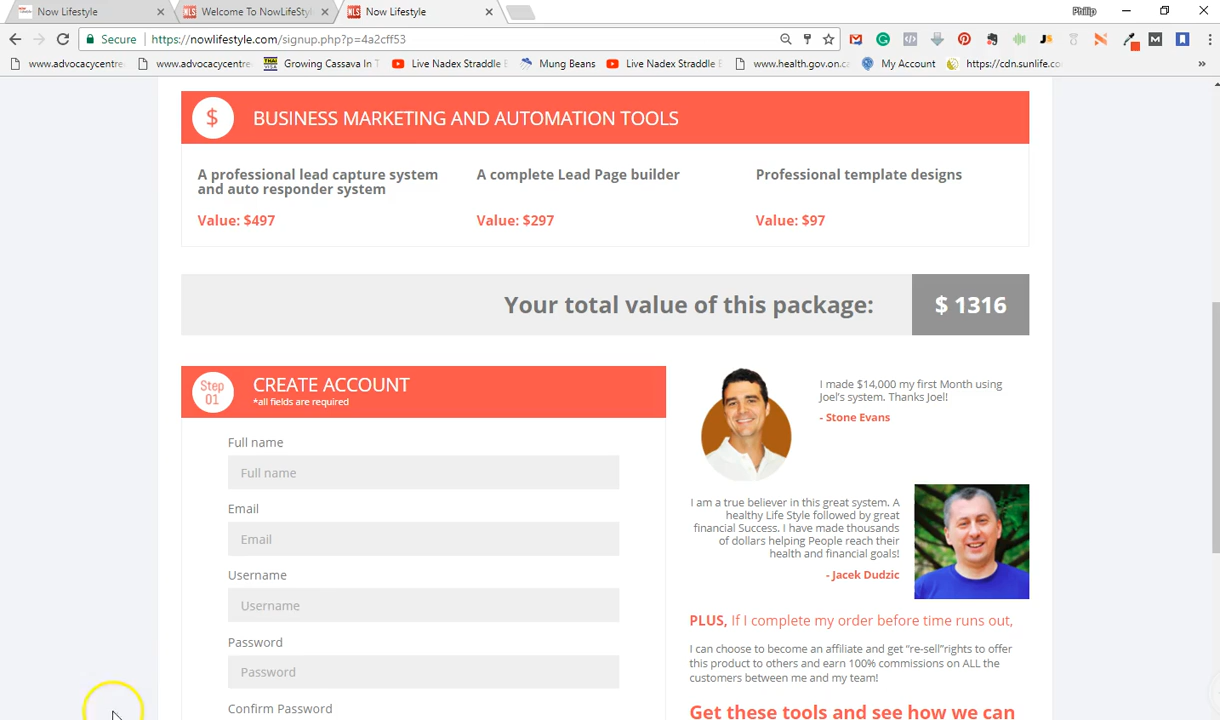 Now Lifestyle
Welcome To NowLifeStyl
Now Lifestyle
Philip
Secure
https://nowlifestyle.com/signup.php?p=4a2cff53
www.advocacycentre
www.advocacycentre
Growing Cassava In T
Live Nadex Straddle
Mung Beans
Live Nadex Straddle
www.health.gov.on.ca
My Account
https://cdn.sunlife.co
»
$
BUSINESS MARKETING AND AUTOMATION TOOLS
A professional lead capture system
and auto responder system
Value: $497
A complete Lead Page builder
Value: $297
Professional template designs
Value: $97
Your total value of this package:
$ 1316
Step
01
CREATE ACCOUNT
*all fields are required
Full name
Full name
Email
Email
Username
Username
Password
Password
Confirm Password
I made $14,000 my first Month using
Joel's system. Thanks Joel!
- Stone Evans
I am a true believer in this great system. A
healthy Life Style followed by great
financial Success. I have made thousands
of dollars helping People reach their
health and financial goals!
- Jacek Dudzic
PLUS, If I complete my order before time runs out,
I can choose to become an affiliate and get "re-sell"rights to offer
this product to others and earn 100% commissions on ALL the
customers between me and my team!
Get these tools and see how we can